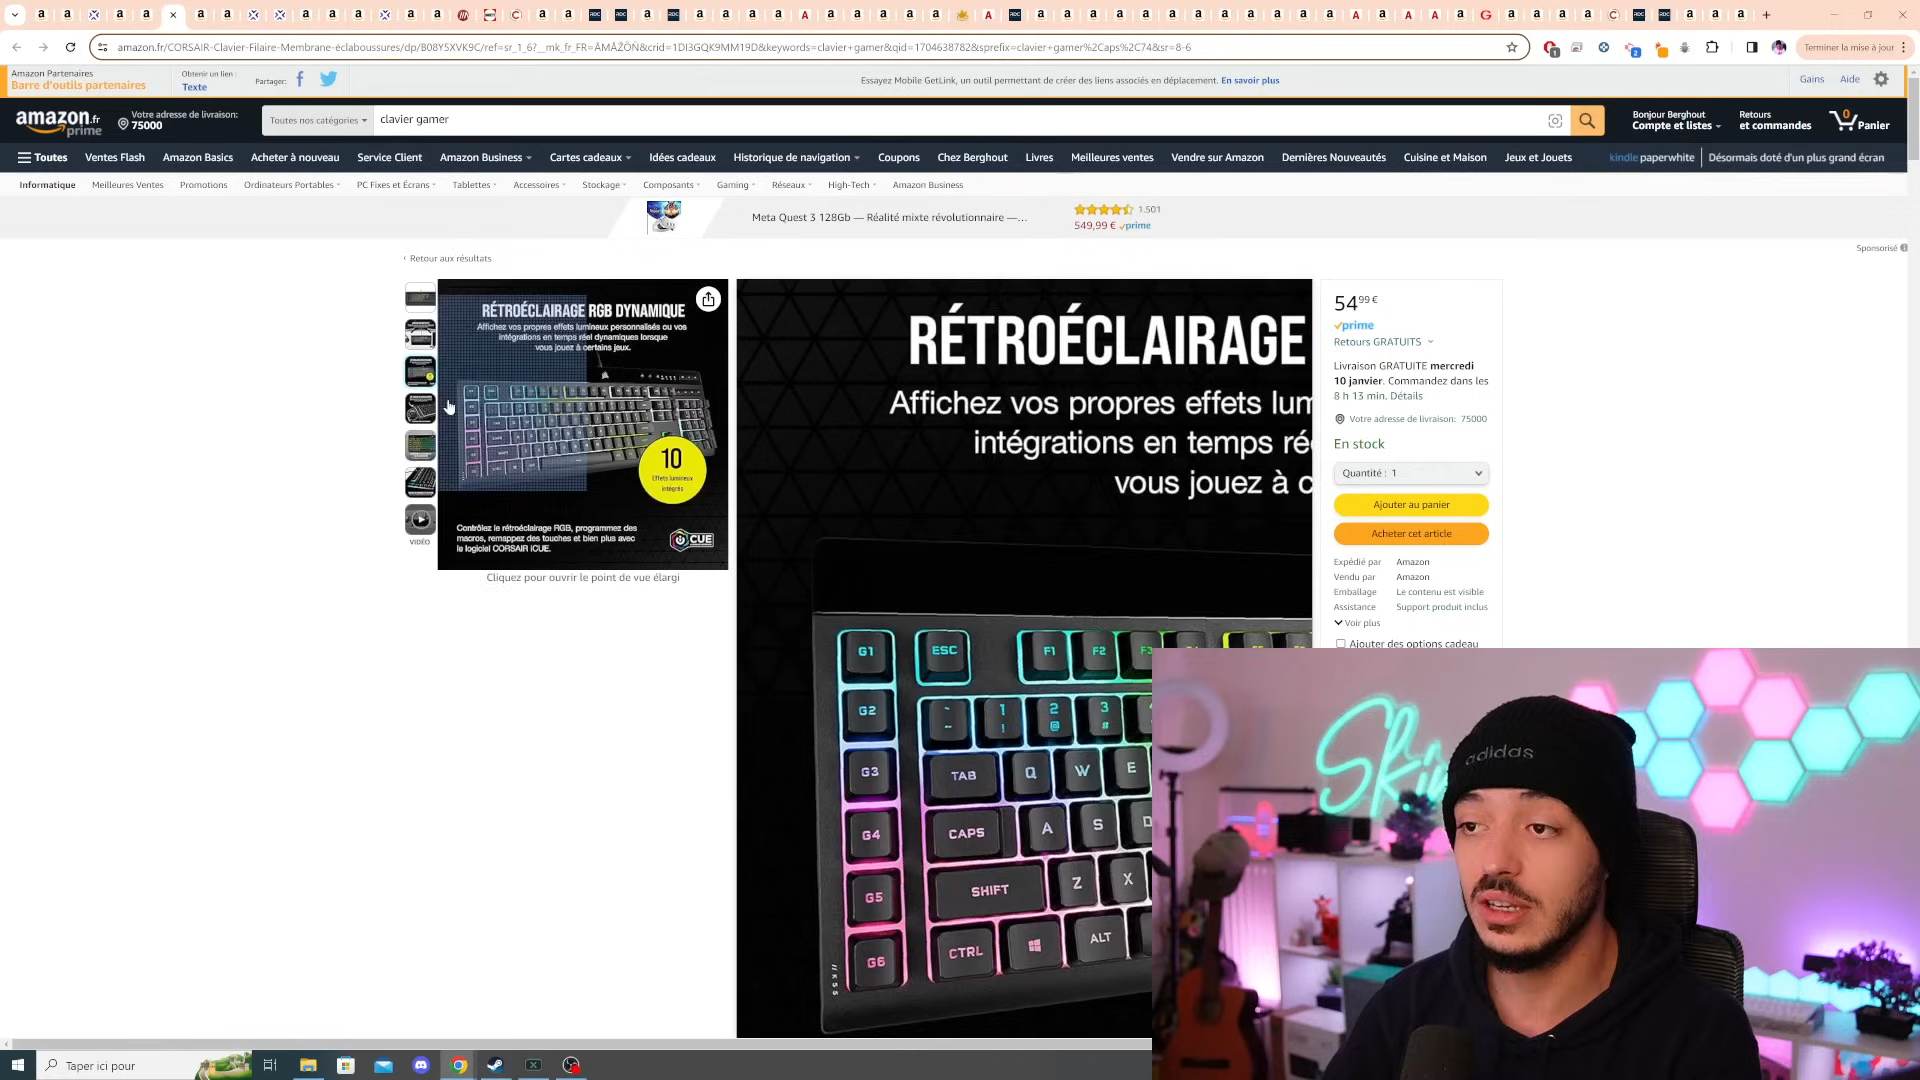 amazon.fr/CORSAIR-Clavier-Filaire-Membrane-éclaboussures/dp/B08Y5XVK9C/ref=sr_1_6?__mk_fr_FR=ÅMÅŽÕÑ&crid=1DI3GQK9MM19D&keywords=clavier+gamer&qid=1704638782&sprefix=clavier+gamer%2Caps%2C74&sr=8-6
Terminer la mise à jour
Amazon Partenaires
Barre d'outils partenaires
Obtenir un lien :
Texte
Partager:
Essayez Mobile GetLink, un outil permettant de créer des liens associés en déplacement. En savoir plus
Gains
Aide
amazon.fr
prime
Votre adresse de livraison:
75000
Toutes nos catégories
clavier gamer
Bonjour Berghout
Compte et listes
Retours
et commandes
0
Panier
Toutes
Ventes Flash
Amazon Basics
Acheter à nouveau
Service Client
Amazon Business
Cartes cadeaux
Idées cadeaux
Historique de navigation
Coupons
Chez Berghout
Livres
Meilleures ventes
Vendre sur Amazon
Dernières Nouveautés
Cuisine et Maison
Jeux et Jouets
kindle paperwhite
Désormais doté d'un plus grand écran
Informatique
Meilleures Ventes
Promotions
Ordinateurs Portables
PC Fixes et Écrans
Tablettes
Accessoires
Stockage
Composants
Gaming
Réseaux
High-Tech
Amazon Business
Meta Quest 3 128Gb — Réalité mixte révolutionnaire —...
1.501
549,99 € prime
Sponsorisé
‹ Retour aux résultats
RÉTROÉCLAIRAGE RGB DYNAMIQUE
Affichez vos propres effets lumineux personnalisés ou vos
intégrations en temps réel dynamiques lorsque
vous jouez à certains jeux.
10
Effets lumineux
intégrés
Contrôlez le rétroéclairage RGB, programmez des
macros, remappez des touches et bien plus avec
le logiciel CORSAIR iCUE.
iCUE
VIDÉO
Cliquez pour ouvrir le point de vue élargi
RÉTROÉCLAIRAGE
Affichez vos propres effets lum
intégrations en temps rée
vous jouez à c
G1 ESC F1 F2 F3
G2 ~ ` 1 ! 2 @ 3 #
G3 TAB Q W E
G4 CAPS A S D
G5 SHIFT Z X
G6 CTRL ALT
K55
54 99 €
prime
Retours GRATUITS
Livraison GRATUITE mercredi
10 janvier. Commandez dans les
8 h 13 min. Détails
Votre adresse de livraison: 75000
En stock
Quantité : 1
Ajouter au panier
Acheter cet article
Expédié par Amazon
Vendu par Amazon
Emballage Le contenu est visible
Assistance Support produit inclus
Voir plus
Ajouter des options cadeau
adidas
Taper ici pour